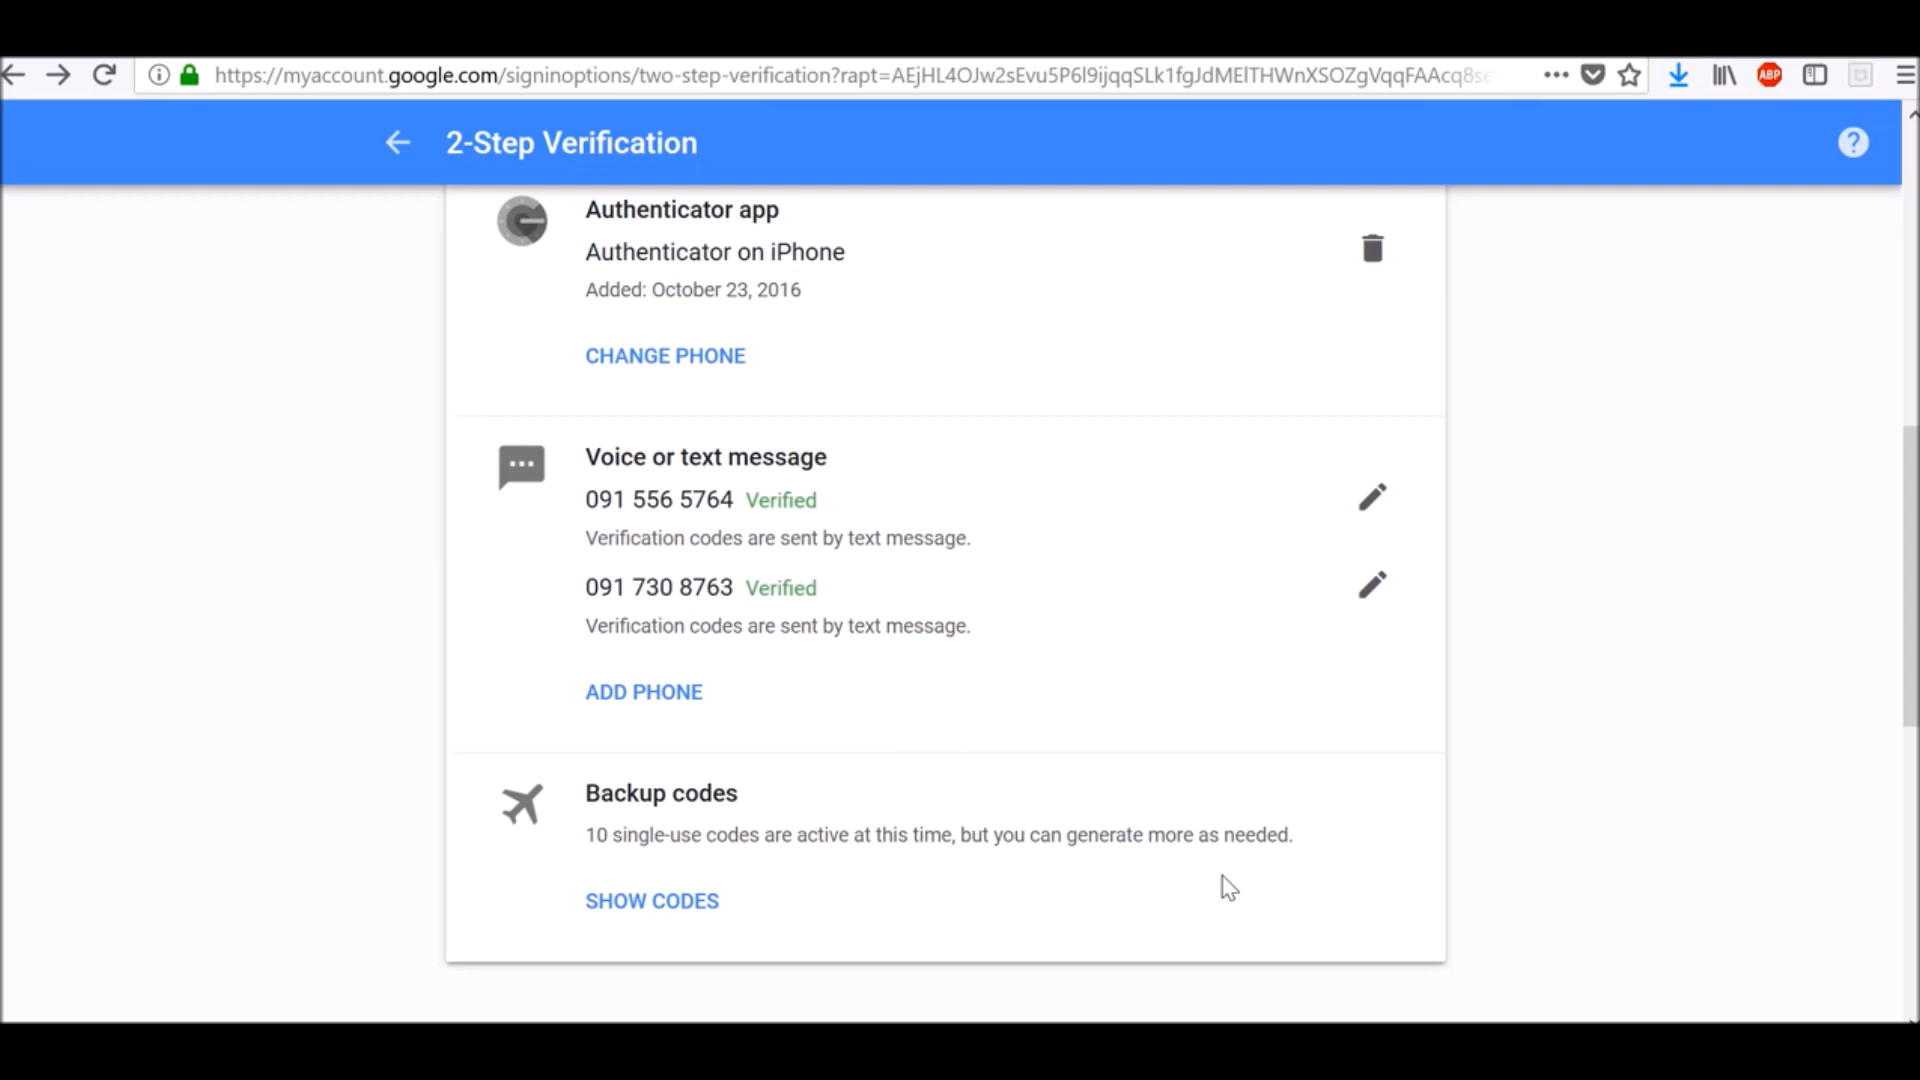 https://myaccount.google.com/signinoptions/two-step-verification?rapt=AEjHL4OJw2sEvu5P6l9ijqqSLk1fgJdMElTHWnXSOZgVqqFAAcq8se
ABP
2-Step Verification
?
Authenticator app
Authenticator on iPhone
Added: October 23, 2016
CHANGE PHONE
Voice or text message
091 556 5764 Verified
Verification codes are sent by text message.
091 730 8763 Verified
Verification codes are sent by text message.
ADD PHONE
Backup codes
10 single-use codes are active at this time, but you can generate more as needed.
SHOW CODES